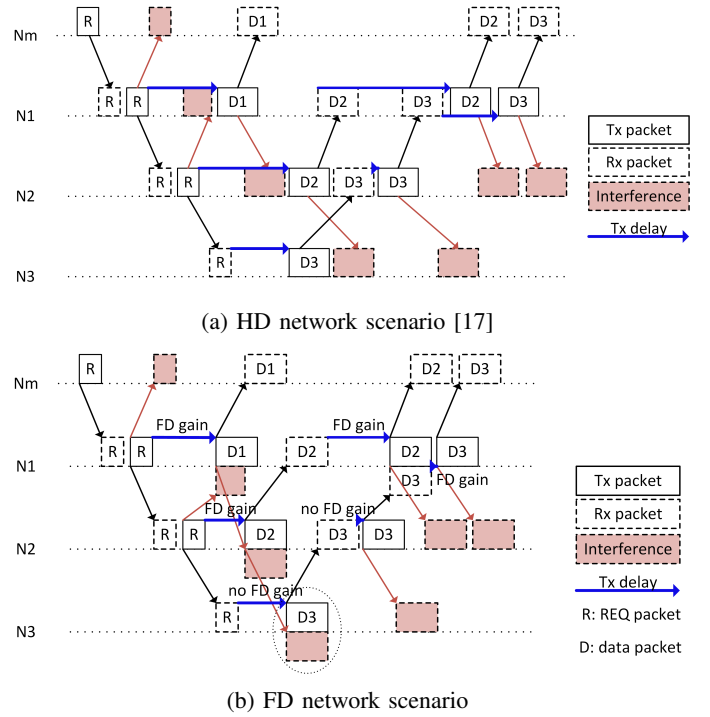 R D1 D2 D3
Nm
R R D1 D2 D3 D2 D3
N1
R R D2 D3 D3
N2
R D3
N3
Tx packet
Rx packet
Interference
Tx delay
(a) HD network scenario [17]
R D1 D2 D3
Nm
FD gain FD gain
R R D1 D2 D2 D3
N1
D3 FD gain
FD gain no FD gain
R R D2 D3 D3
N2
no FD gain
R D3
N3
Tx packet
Rx packet
Interference
Tx delay
R: REQ packet
D: data packet
(b) FD network scenario